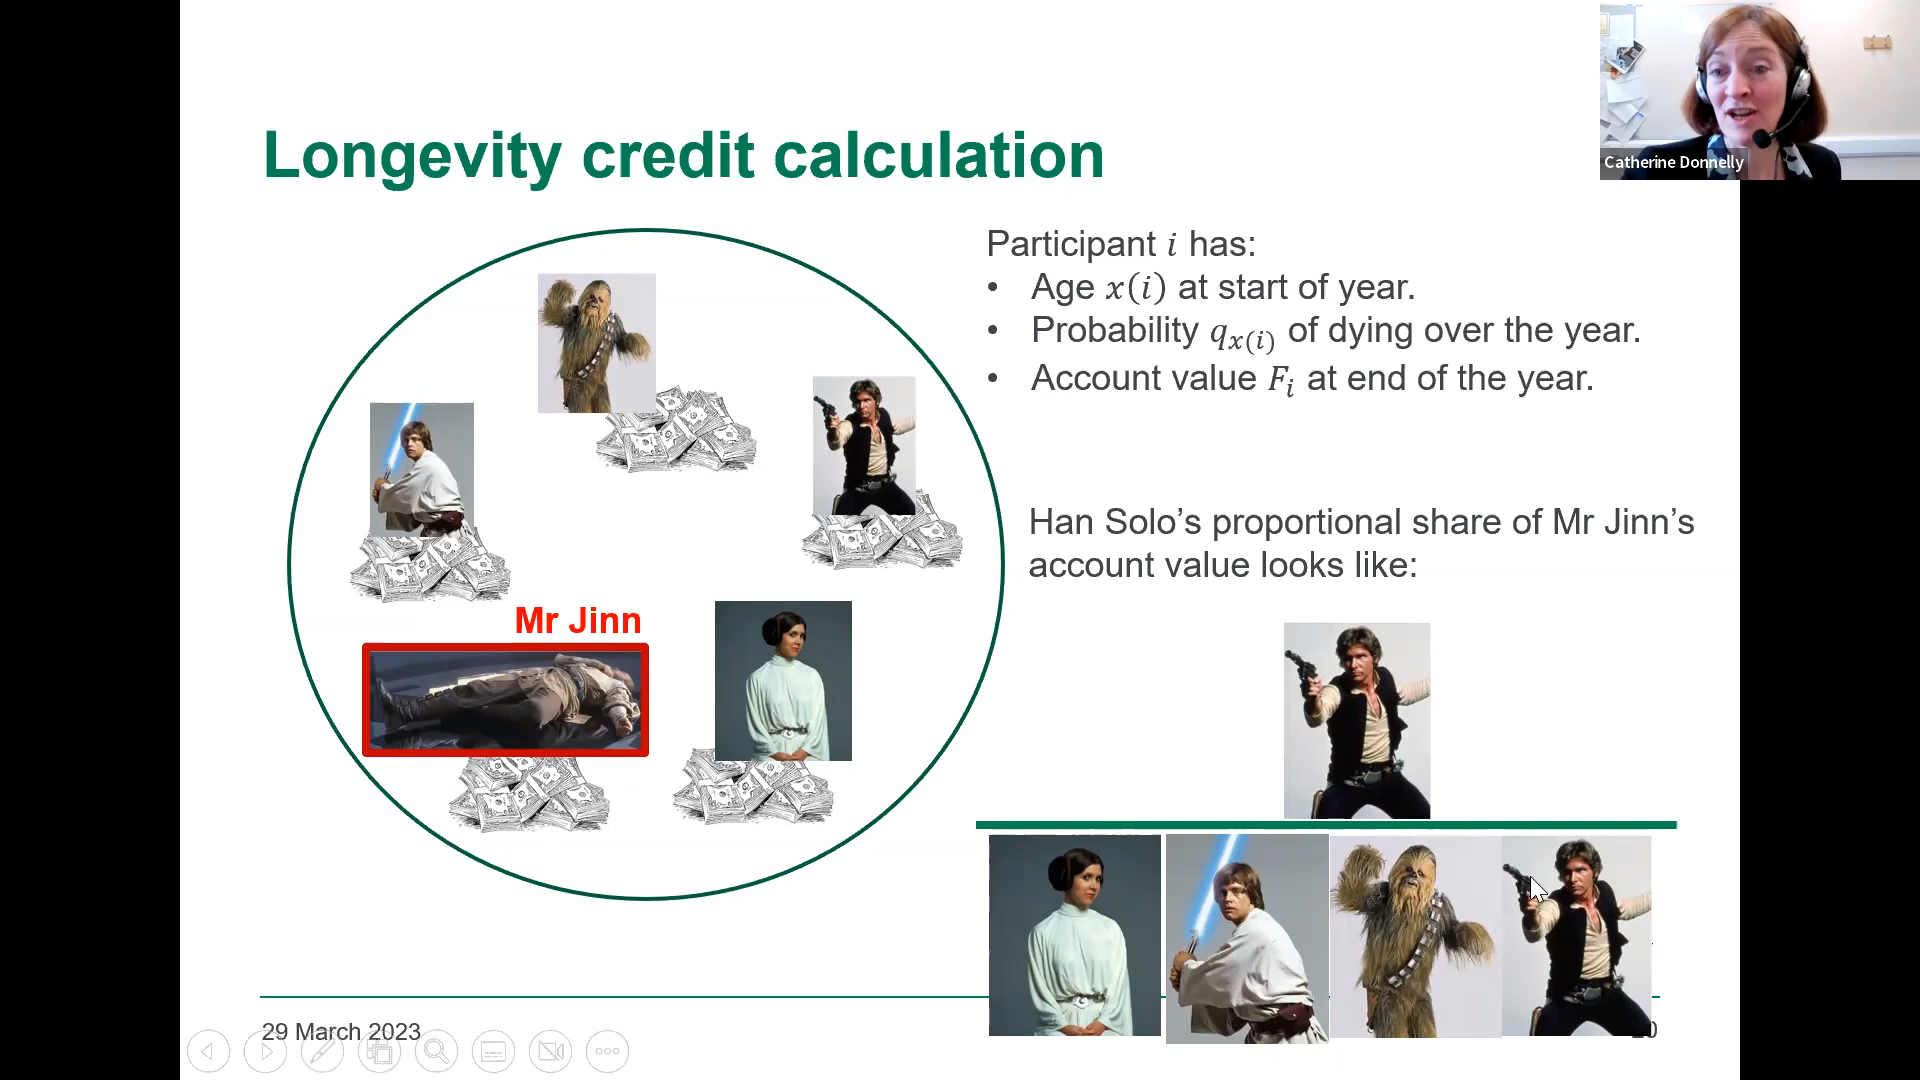 Longevity credit calculation
Catherine Donnelly
Participant 𝑖 has:
• Age 𝑥(𝑖) at start of year.
• Probability 𝑞𝑥(𝑖) of dying over the year.
• Account value 𝐹𝑖 at end of the year.
Han Solo’s proportional share of Mr Jinn’s
account value looks like:
Mr Jinn
29 March 2023